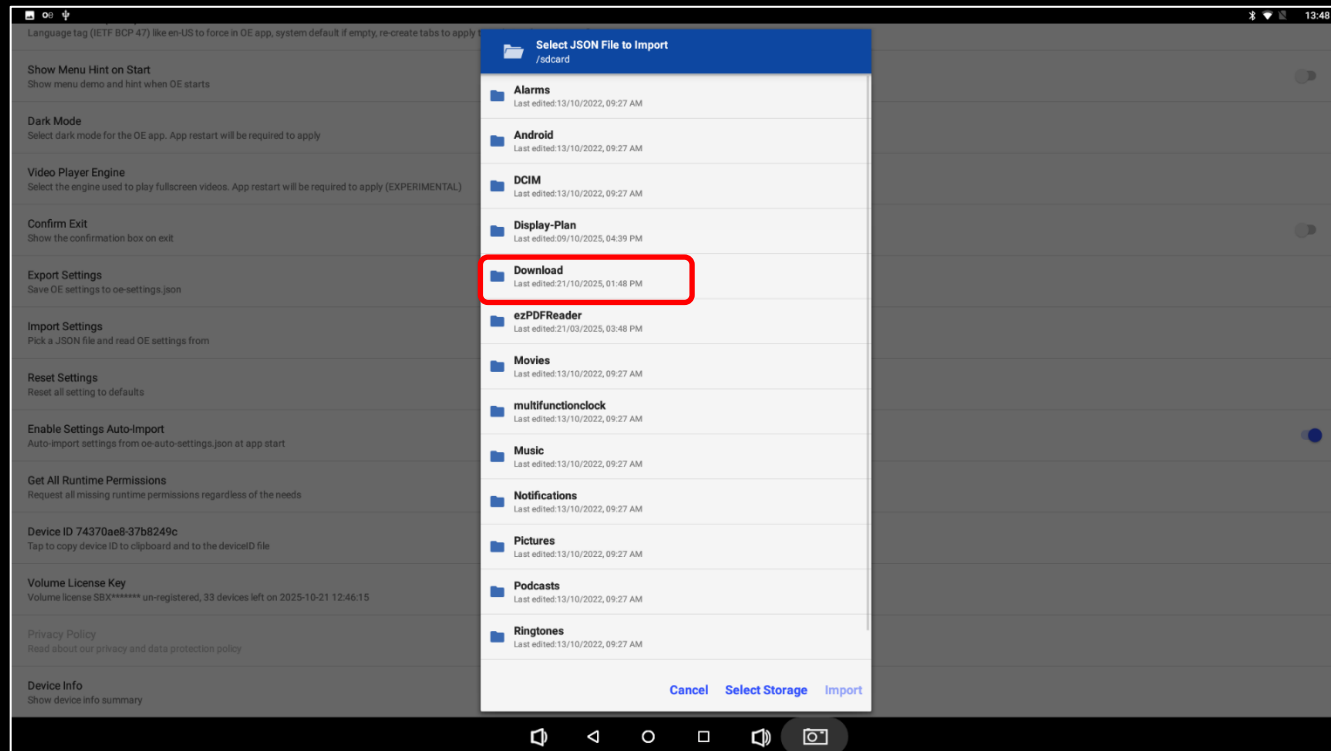 OE
13:48
Language tag (IETF BCP 47) like en-US to force in OE app, system default if empty, re-create tabs to apply
Show Menu Hint on Start
Show menu demo and hint when OE starts
Dark Mode
Select dark mode for the OE app. App restart will be required to apply
Video Player Engine
Select the engine used to play fullscreen videos. App restart will be required to apply (EXPERIMENTAL)
Confirm Exit
Show the confirmation box on exit
Export Settings
Save OE settings to oe-settings.json
Import Settings
Pick a JSON file and read OE settings from
Reset Settings
Reset all setting to defaults
Enable Settings Auto-Import
Auto-import settings from oe-auto-settings.json at app start
Get All Runtime Permissions
Request all missing runtime permissions regardless of the needs
Device ID 74370ae8-37b8249c
Tap to copy device ID to clipboard and to the deviceID file
Volume License Key
Volume license SBX******* un-registered, 33 devices left on 2025-10-21 12:46:15
Privacy Policy
Read about our privacy and data protection policy
Device Info
Show device info summary
Select JSON File to Import
/sdcard
Alarms
Last edited:13/10/2022, 09:27 AM
Android
Last edited:13/10/2022, 09:27 AM
DCIM
Last edited:13/10/2022, 09:27 AM
Display-Plan
Last edited:09/10/2025, 04:39 PM
Download
Last edited:21/10/2025, 01:48 PM
ezPDFReader
Last edited:21/03/2025, 03:48 PM
Movies
Last edited:13/10/2022, 09:27 AM
multifunctionclock
Last edited:13/10/2022, 09:27 AM
Music
Last edited:13/10/2022, 09:27 AM
Notifications
Last edited:13/10/2022, 09:27 AM
Pictures
Last edited:13/10/2022, 09:27 AM
Podcasts
Last edited:13/10/2022, 09:27 AM
Ringtones
Last edited:13/10/2022, 09:27 AM
Cancel Select Storage Import